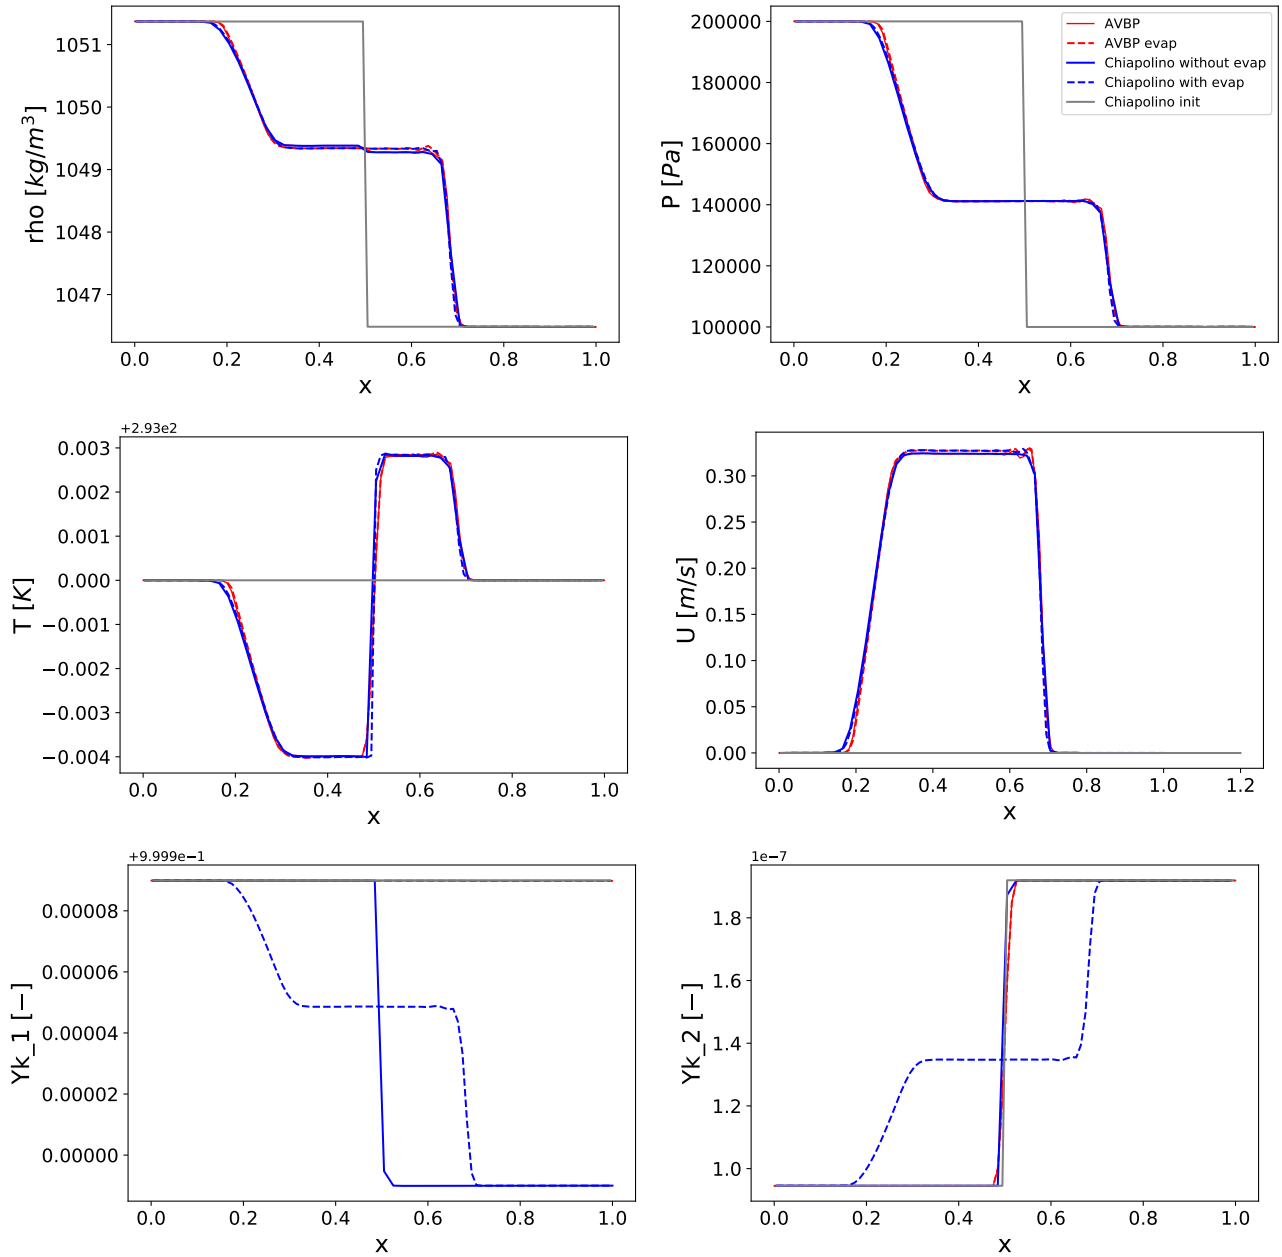 1051
1050
1049
1048
1047
rho [kg/m³]
0.0 0.2 0.4 0.6 0.8 1.0
x
200000
180000
160000
140000
120000
100000
P [Pa]
AVBP
AVBP evap
Chiapolino without evap
Chiapolino with evap
Chiapolino init
0.0 0.2 0.4 0.6 0.8 1.0
x
+2.93e2
0.003
0.002
0.001
0.000
−0.001
−0.002
−0.003
−0.004
T [K]
0.0 0.2 0.4 0.6 0.8 1.0
x
0.30
0.25
0.20
0.15
0.10
0.05
0.00
U [m/s]
0.0 0.2 0.4 0.6 0.8 1.0 1.2
x
+9.999e−1
0.00008
0.00006
0.00004
0.00002
0.00000
Yk_1 [−]
0.0 0.2 0.4 0.6 0.8 1.0
x
1e−7
1.8
1.6
1.4
1.2
1.0
Yk_2 [−]
0.0 0.2 0.4 0.6 0.8 1.0
x